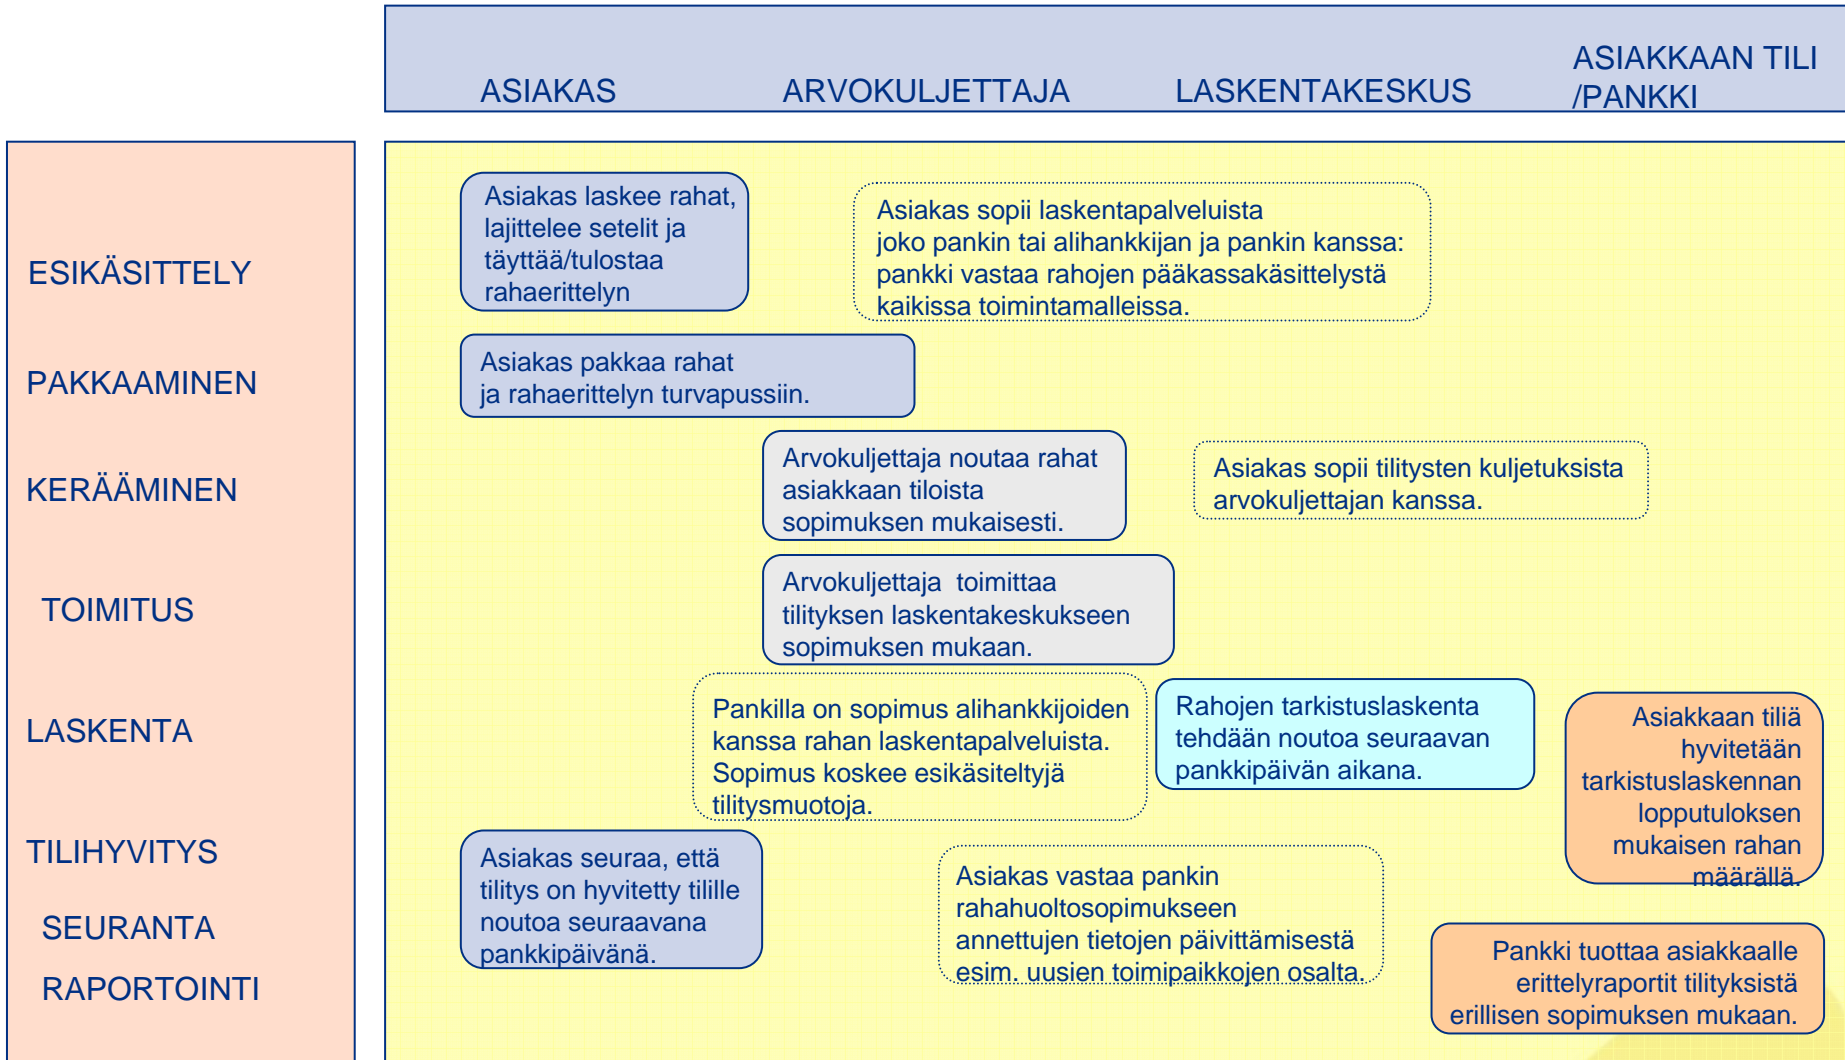 ASIAKAS
ARVOKULJETTAJA
LASKENTAKESKUS
ASIAKKAAN TILI
/PANKKI
ESIKÄSITTELY
Asiakas laskee rahat,
lajittelee setelit ja
täyttää/tulostaa
rahaerittelyn
Asiakas sopii laskentapalveluista
joko pankin tai alihankkijan ja pankin kanssa:
pankki vastaa rahojen pääkassakäsittelystä
kaikissa toimintamalleissa.
PAKKAAMINEN
Asiakas pakkaa rahat
ja rahaerittelyn turvapussiin.
KERÄÄMINEN
Arvokuljettaja noutaa rahat
asiakkaan tiloista
sopimuksen mukaisesti.
Asiakas sopii tilitysten kuljetuksista
arvokuljettajan kanssa.
TOIMITUS
Arvokuljettaja  toimittaa
tilityksen laskentakeskukseen
sopimuksen mukaan.
LASKENTA
Pankilla on sopimus alihankkijoiden
kanssa rahan laskentapalveluista.
Sopimus koskee esikäsiteltyjä
tilitysmuotoja.
Rahojen tarkistuslaskenta
tehdään noutoa seuraavan
pankkipäivän aikana.
Asiakkaan tiliä
hyvitetään
tarkistuslaskennan
lopputuloksen
mukaisen rahan
määrällä.
TILIHYVITYS
Asiakas seuraa, että
tilitys on hyvitetty tilille
noutoa seuraavana
pankkipäivänä.
Asiakas vastaa pankin
rahahuoltosopimukseen
annettujen tietojen päivittämisestä
esim. uusien toimipaikkojen osalta.
SEURANTA
RAPORTOINTI
Pankki tuottaa asiakkaalle
erittelyraportit tilityksistä
erillisen sopimuksen mukaan.